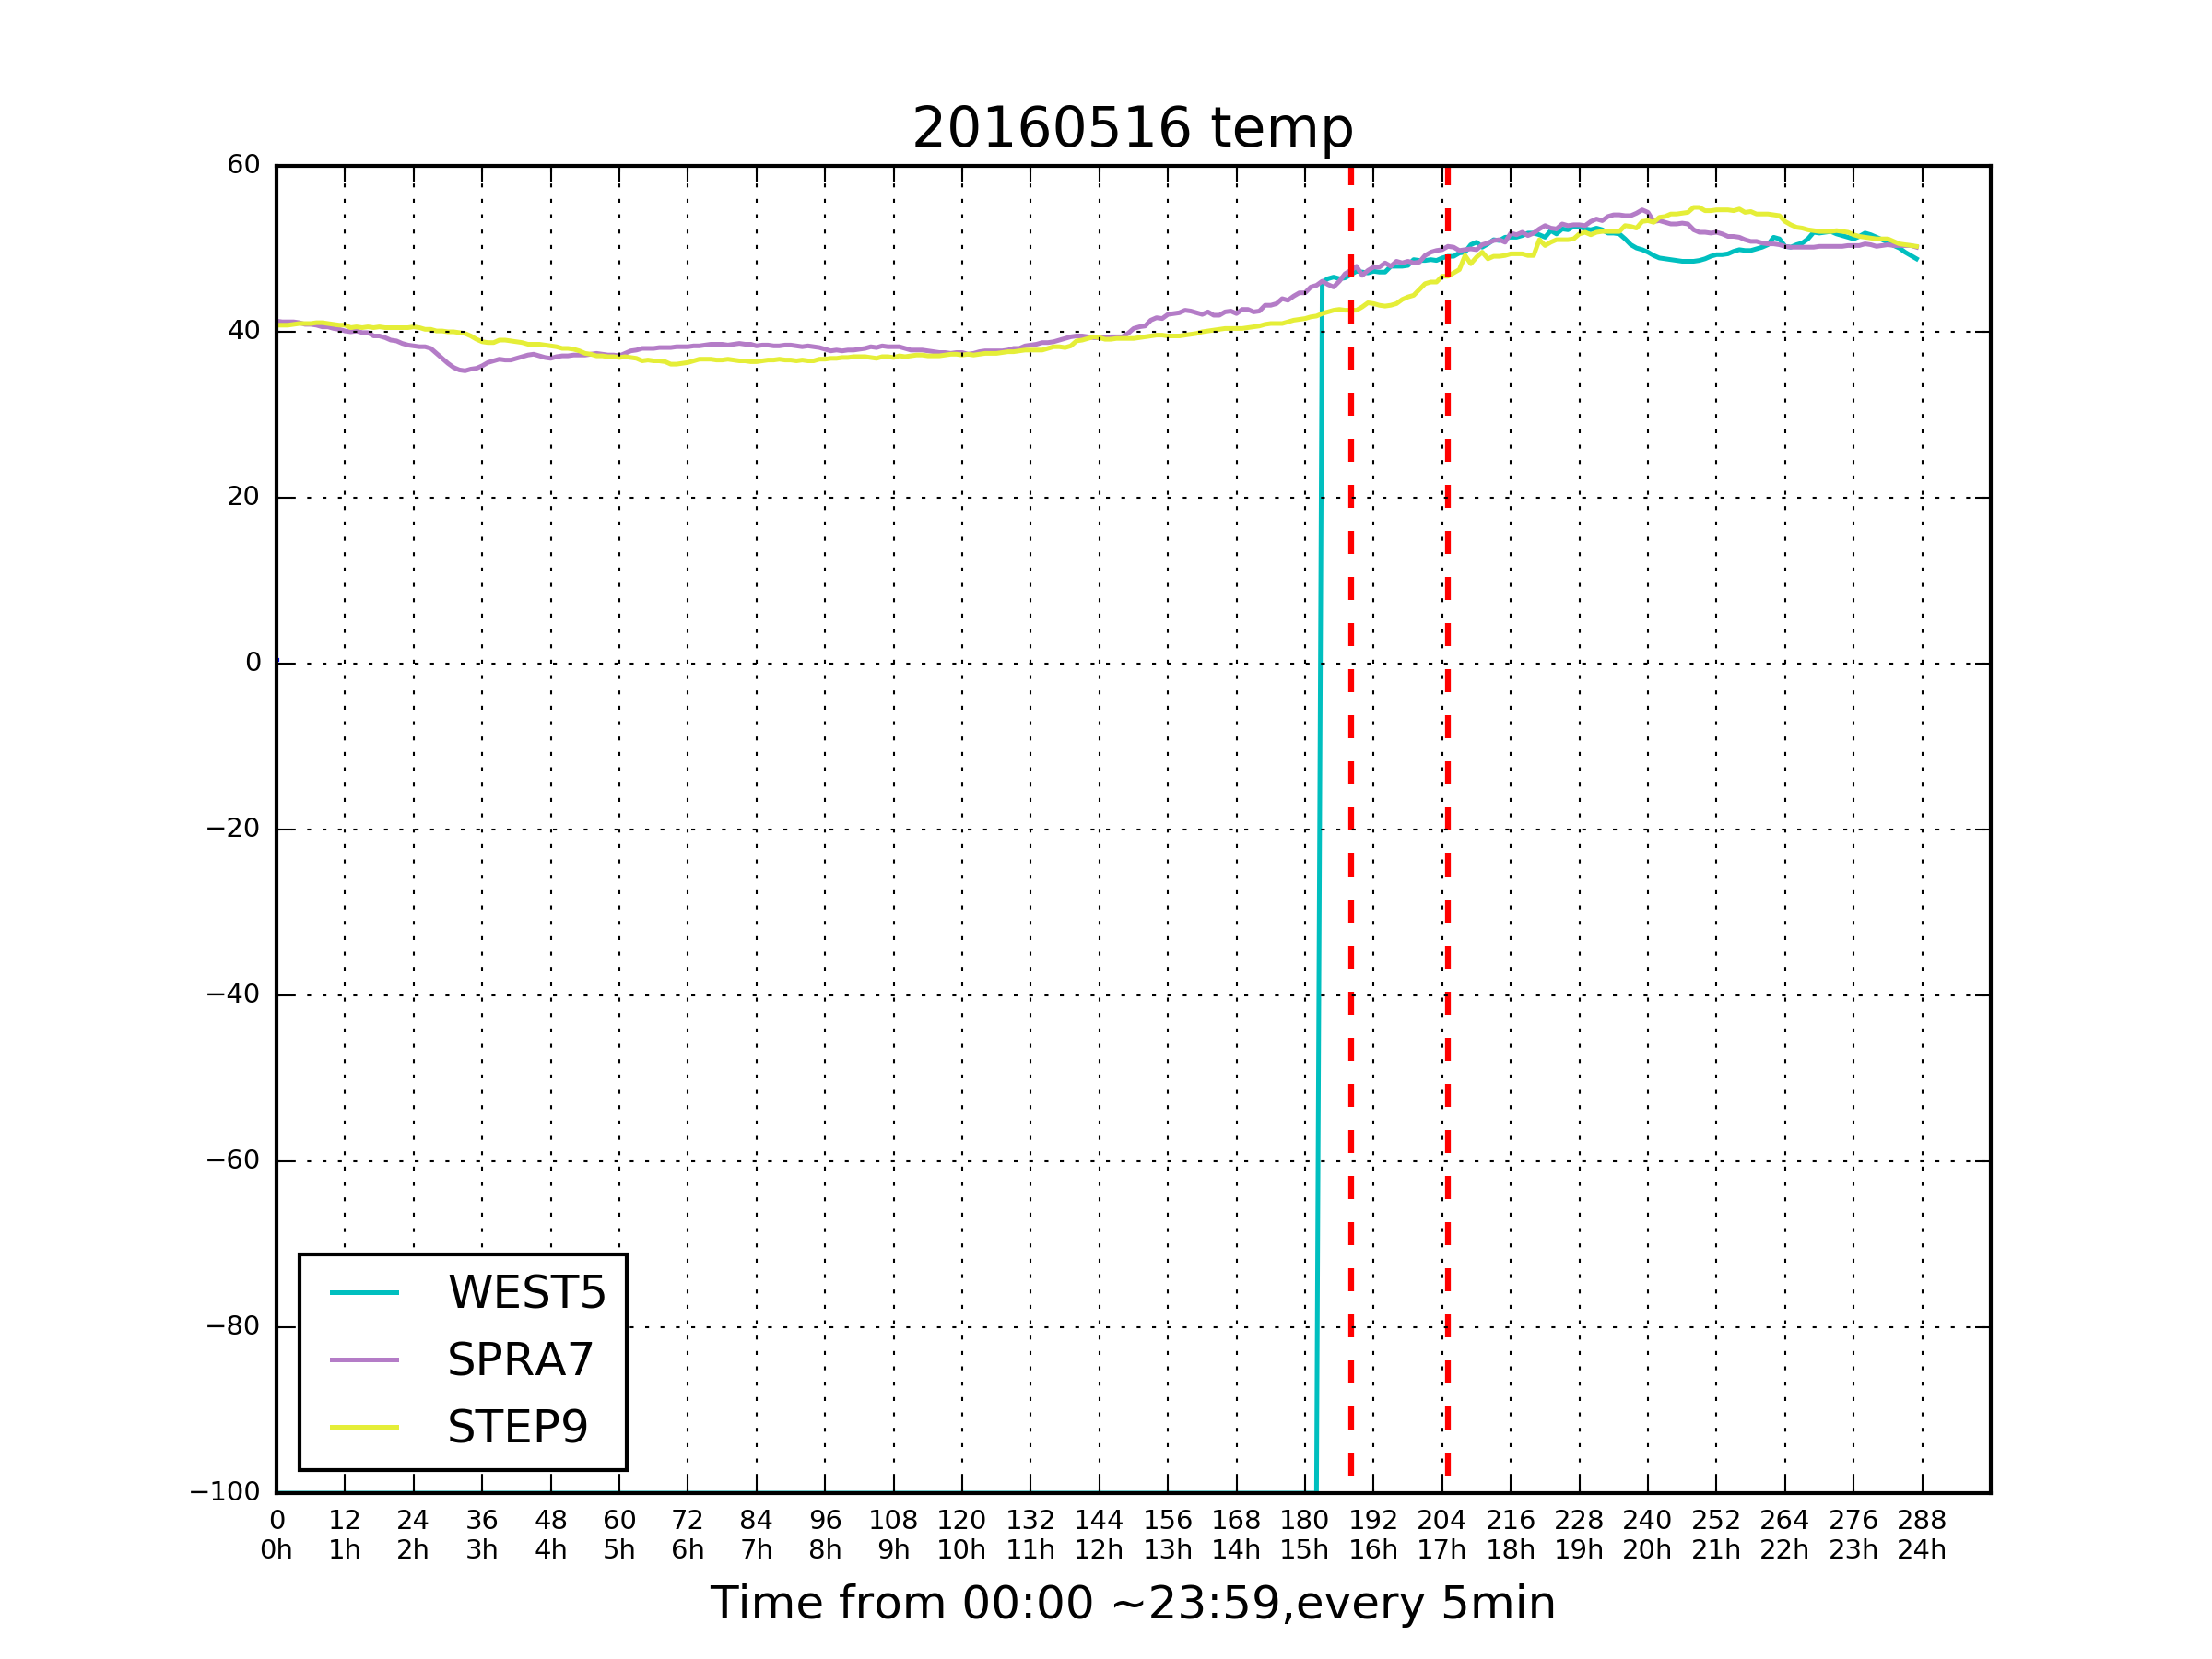 20160516 temp
60
40
20
0
−20
−40
−60
−80
−100
WEST5
SPRA7
STEP9
0 12 24 36 48 60 72 84 96 108 120 132 144 156 168 180 192 204 216 228 240 252 264 276 288
0h 1h 2h 3h 4h 5h 6h 7h 8h 9h 10h 11h 12h 13h 14h 15h 16h 17h 18h 19h 20h 21h 22h 23h 24h
Time from 00:00 ~23:59,every 5min